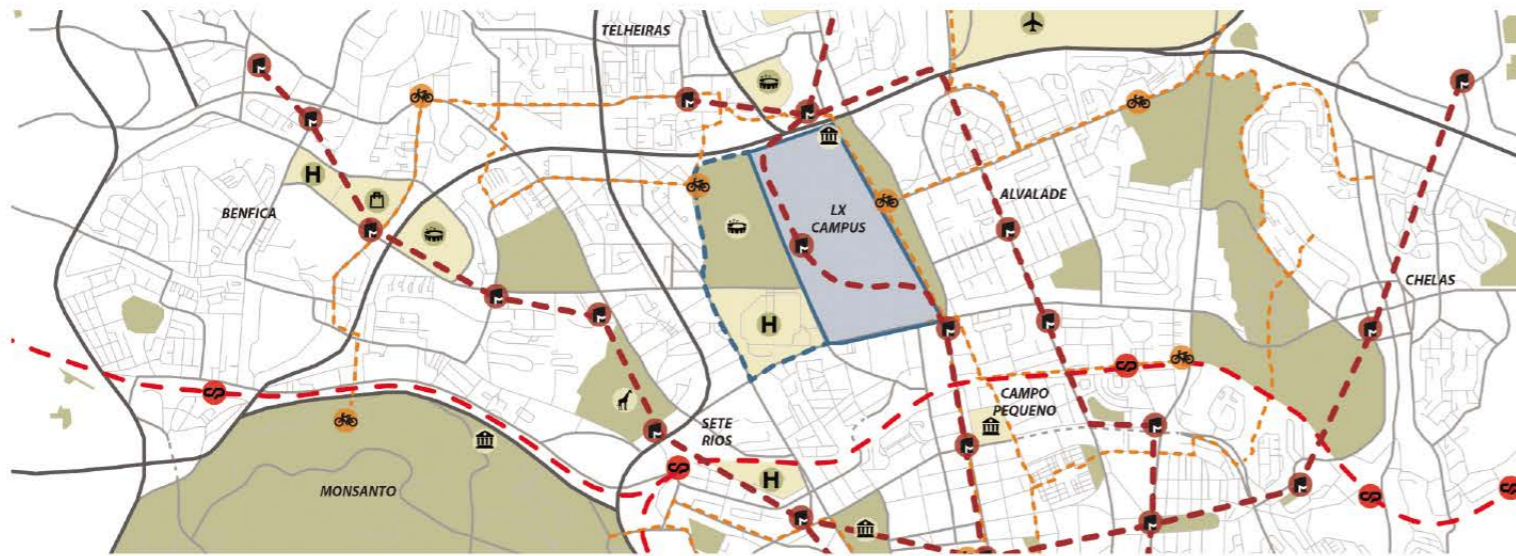 TELHEIRAS
BENFICA
H
LX
CAMPUS
ALVALADE
CHELAS
H
CAMPO
PEQUENO
SETE
RIOS
H
MONSANTO